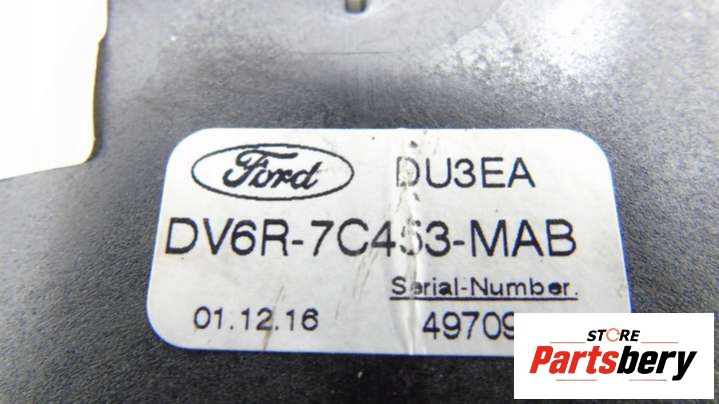 Ford DU3EA
DV6R-7C453-MAB
Serial-Number.
01.12.16 49709
STORE
Partsbery